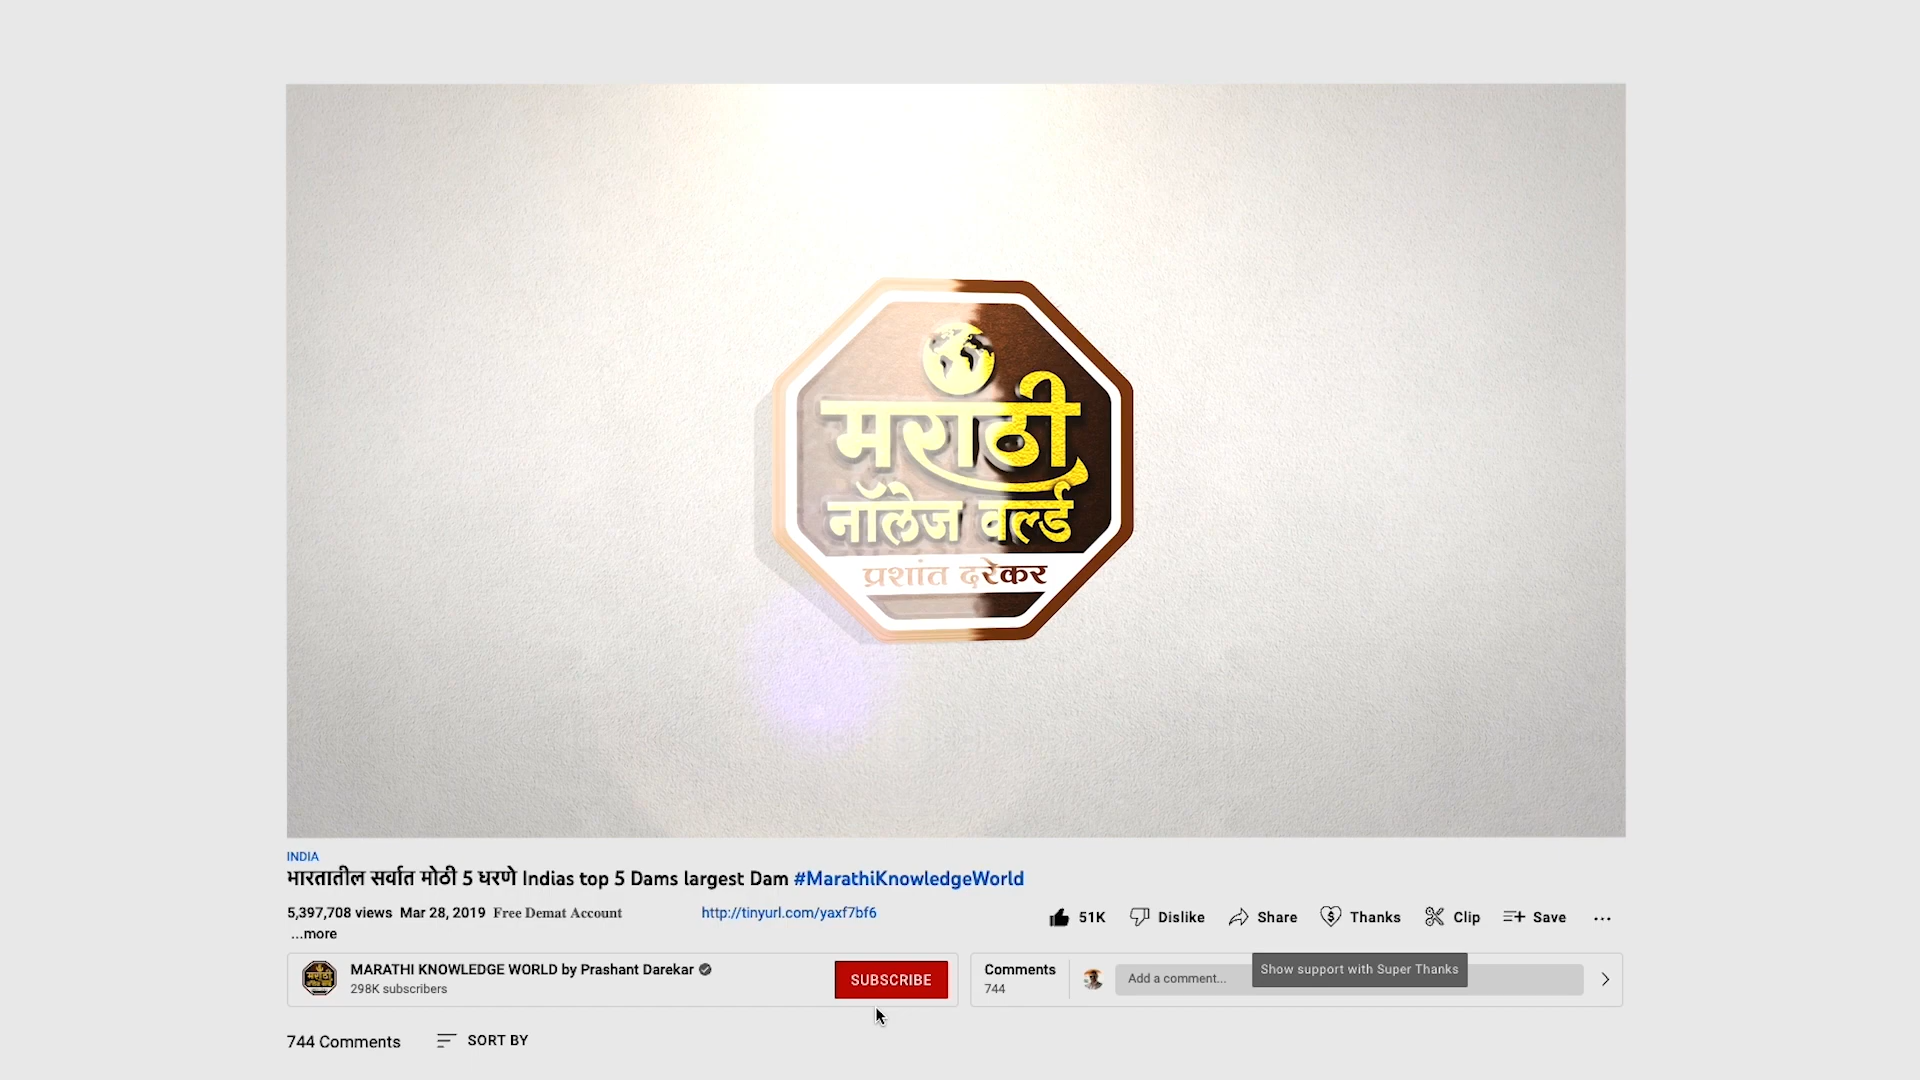 मराठी
नॉलेज वर्ल्ड
प्रशांत दरेकर
INDIA
भारतातील सर्वात मोठी 5 धरणे Indias top 5 Dams largest Dam #MarathiKnowledgeWorld
5,397,708 views Mar 28, 2019 Free Demat Account http://tinyurl.com/yaxf7bf6
...more
51K Dislike Share Thanks Clip Save
MARATHI KNOWLEDGE WORLD by Prashant Darekar
298K subscribers
SUBSCRIBE
Comments
744
Add a comment...
Show support with Super Thanks
744 Comments SORT BY